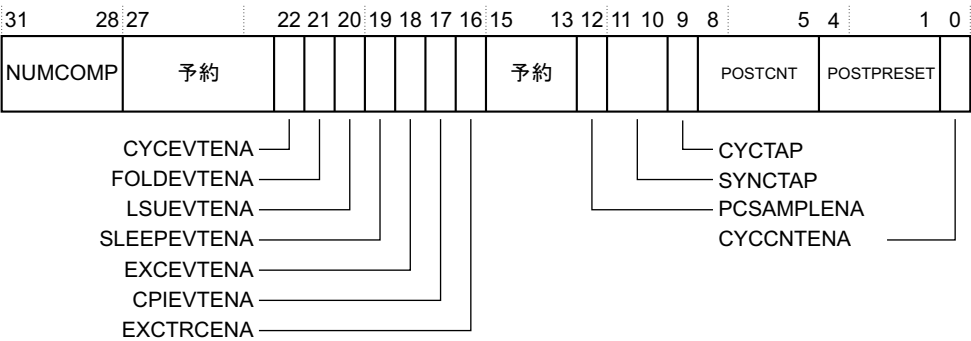 31 28 27 22 21 20 19 18 17 16 15 13 12 11 10 9 8 5 4 1 0
NUMCOMP 予約 予約 POSTCNT POSTPRESET
CYCEVTENA CYCTAP
FOLDEVTENA SYNCTAP
LSUEVTENA PCSAMPLENA
SLEEPEVTENA CYCCNTENA
EXCEVTENA
CPIEVTENA
EXCTRCENA